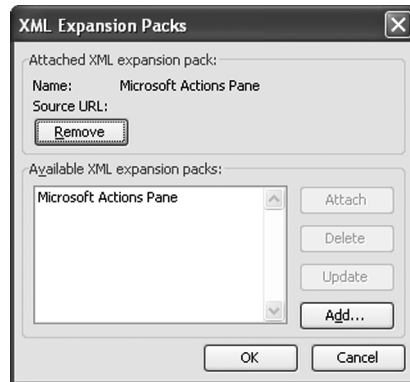 XML Expansion Packs
Attached XML expansion pack:
Name: Microsoft Actions Pane
Source URL:
Remove
Available XML expansion packs:
Microsoft Actions Pane
Attach
Delete
Update
Add...
OK Cancel